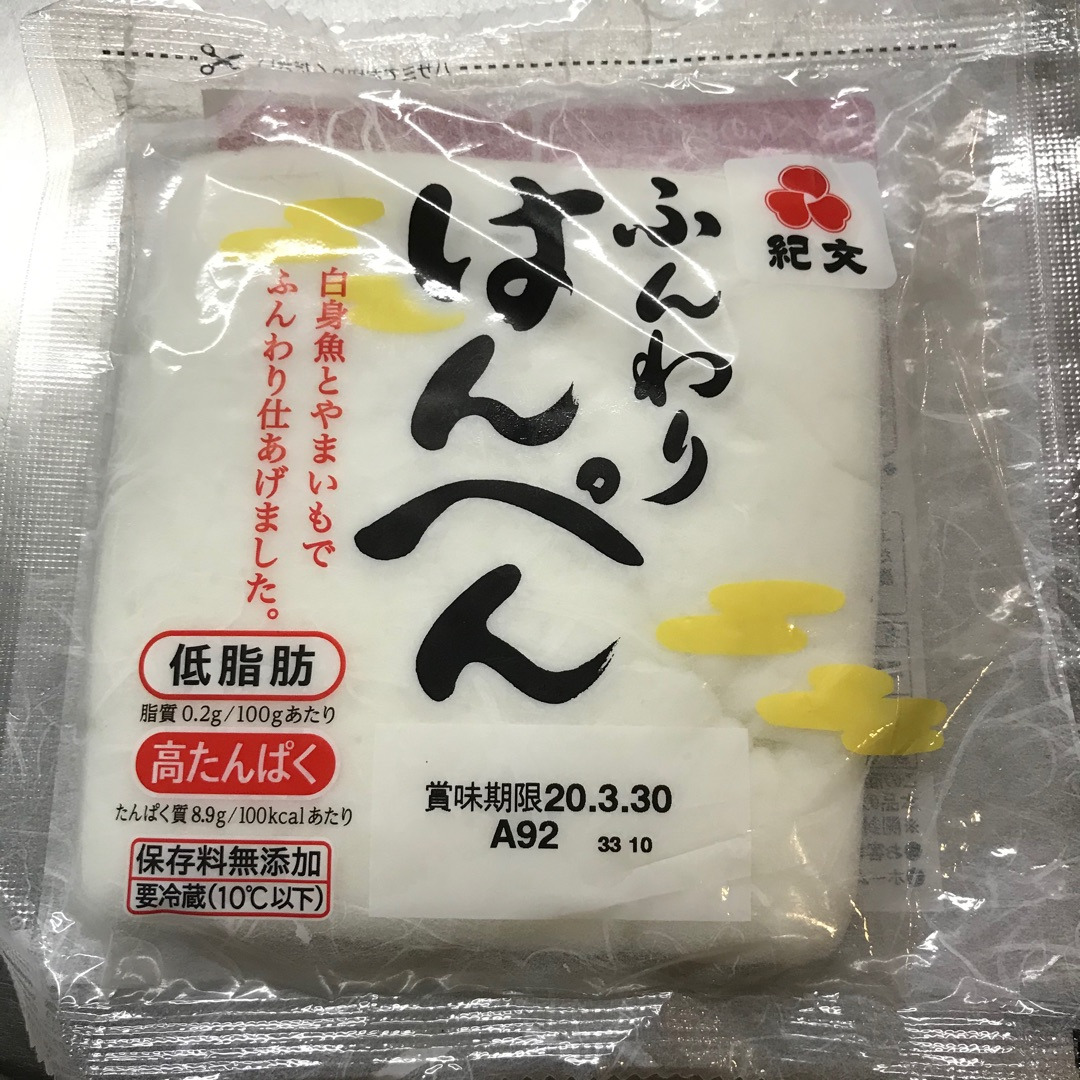 紀文
ふんわり
はんぺん
白身魚とやまいもで
ふんわり仕あげました。
低脂肪
脂質0.2g/100gあたり
高たんぱく
たんぱく質8.9g/100kcalあたり
保存料無添加
要冷蔵(10℃以下)
賞味期限20.3.30
A92 33 10